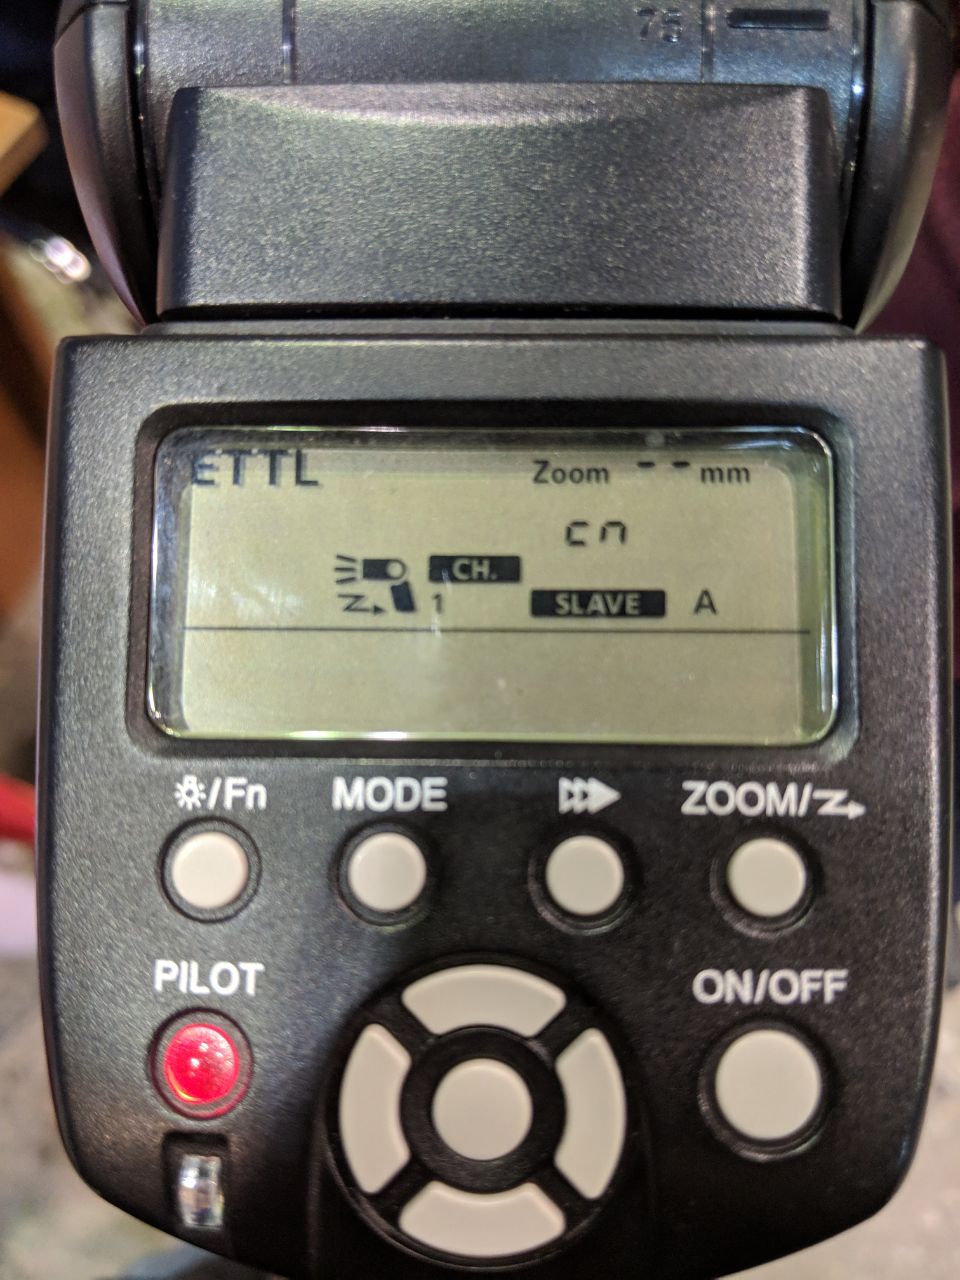 75
ETTL Zoom -- mm
cn
CH.
1 SLAVE A
/Fn MODE ZOOM/
PILOT ON/OFF